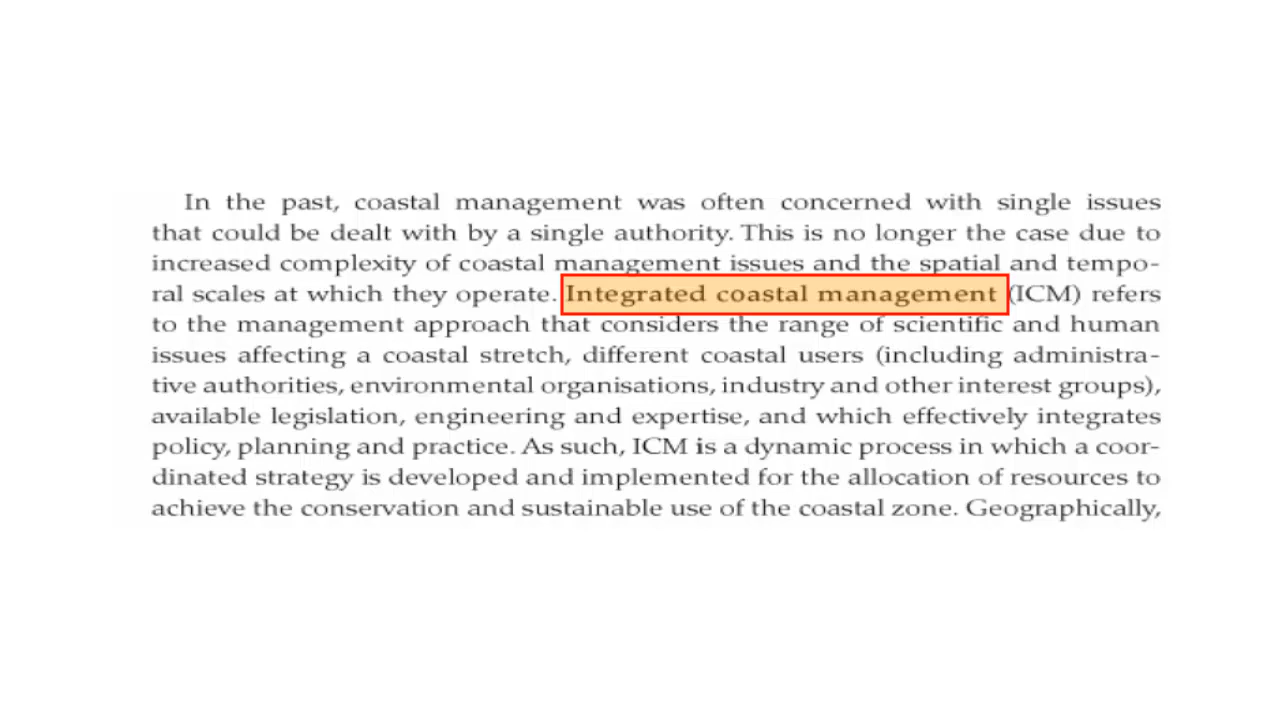 In the past, coastal management was often concerned with single issues
that could be dealt with by a single authority. This is no longer the case due to
increased complexity of coastal management issues and the spatial and tempo-
ral scales at which they operate. Integrated coastal management (ICM) refers
to the management approach that considers the range of scientific and human
issues affecting a coastal stretch, different coastal users (including administra-
tive authorities, environmental organisations, industry and other interest groups),
available legislation, engineering and expertise, and which effectively integrates
policy, planning and practice. As such, ICM is a dynamic process in which a coor-
dinated strategy is developed and implemented for the allocation of resources to
achieve the conservation and sustainable use of the coastal zone. Geographically,